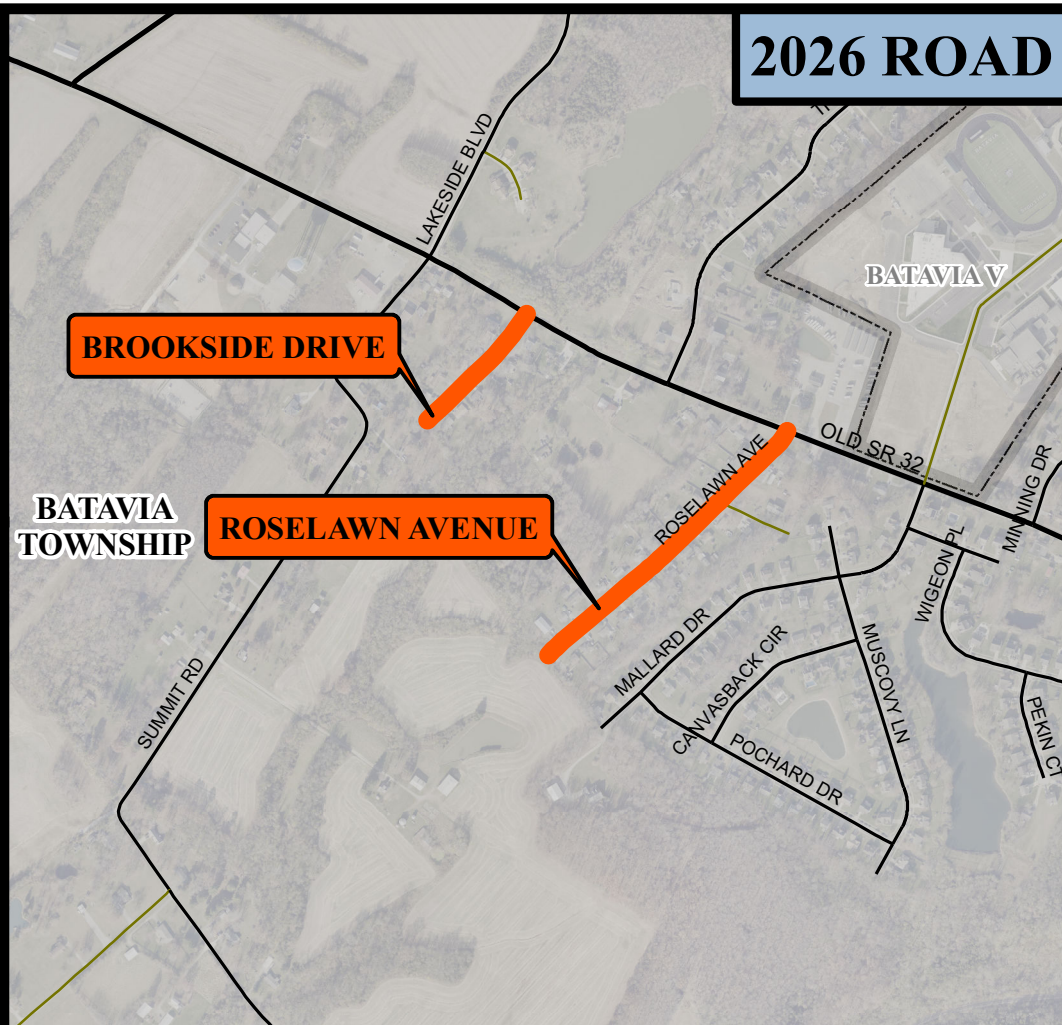 2026 ROAD
LAKESIDE BLVD
BATAVIA V
BROOKSIDE DRIVE
OLD SR 32
ROSELAWN AVE
MINNING DR
BATAVIA
TOWNSHIP
ROSELAWN AVENUE
WIGEON PL
MALLARD DR
CANVASBACK CIR
MUSCOVY LN
SUMMIT RD
PEKIN CT
POCHARD DR